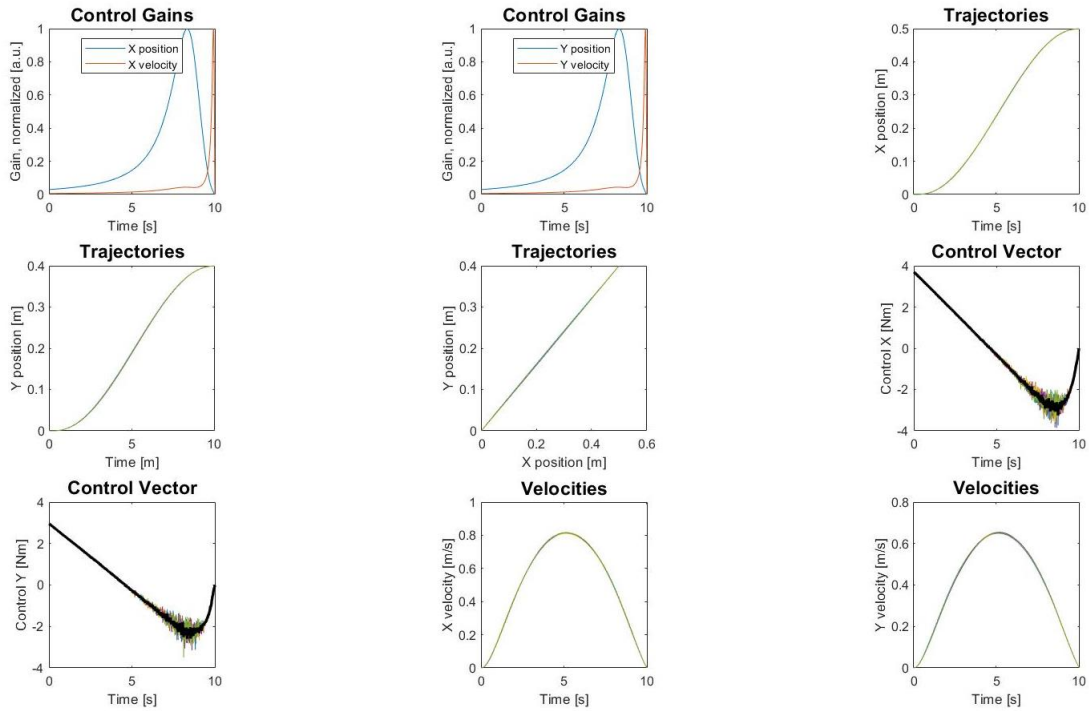 Control Gains
Gain, normalized [a.u.]
1
0.8
0.6
0.4
0.2
0
X position
X velocity
0 5 10
Time [s]
Control Gains
Gain, normalized [a.u.]
1
0.8
0.6
0.4
0.2
0
Y position
Y velocity
0 5 10
Time [s]
Trajectories
X position [m]
0.5
0.4
0.3
0.2
0.1
0
0 5 10
Time [s]
Trajectories
Y position [m]
0.4
0.3
0.2
0.1
0
0 5 10
Time [m]
Trajectories
Y position [m]
0.4
0.3
0.2
0.1
0
0 0.2 0.4 0.6
X position [m]
Control Vector
Control X [Nm]
4
2
0
-2
-4
0 5 10
Time [s]
Control Vector
Control Y [Nm]
4
2
0
-2
-4
0 5 10
Time [s]
Velocities
X velocity [m/s]
1
0.8
0.6
0.4
0.2
0
0 5 10
Time [s]
Velocities
Y velocity [m/s]
0.8
0.6
0.4
0.2
0
0 5 10
Time [s]